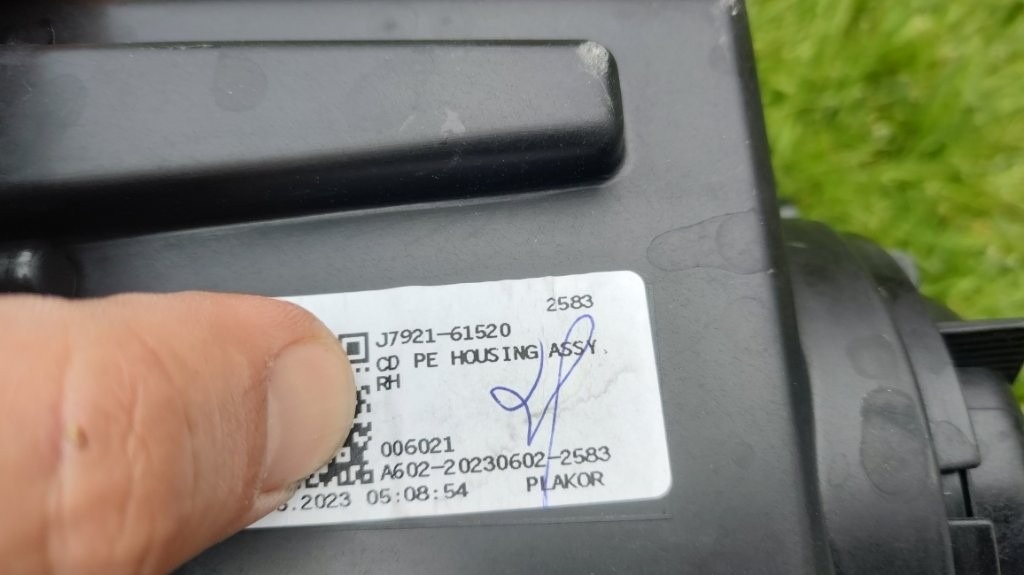 2583
J7921-61520
CD PE HOUSING ASSY
RH
006021
A602-20230602-2583
.2023 05:08:54 PLAKOR